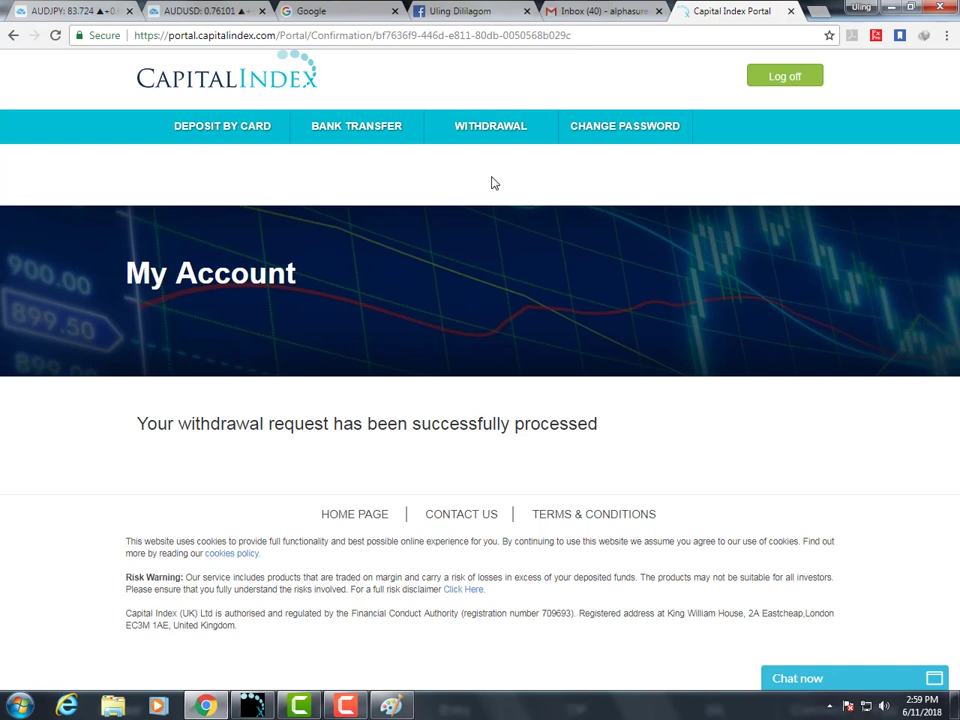 AUDJPY: 83.724 ▲+0.
AUDUSD: 0.76101 ▲+
Google
Uling Dililagom
Inbox (40) - alphasure
Capital Index Portal
Uling
Secure
https://portal.capitalindex.com/Portal/Confirmation/bf7636f9-446d-e811-80db-0050568b029c
CAPITALINDEX
Log off
DEPOSIT BY CARD
BANK TRANSFER
WITHDRAWAL
CHANGE PASSWORD
900.00
899.50
899.00
My Account
Your withdrawal request has been successfully processed
HOME PAGE
CONTACT US
TERMS & CONDITIONS
This website uses cookies to provide full functionality and best possible online experience for you. By continuing to use this website we assume you agree to our use of cookies. Find out
more by reading our cookies policy.
Risk Warning: Our service includes products that are traded on margin and carry a risk of losses in excess of your deposited funds. The products may not be suitable for all investors.
Please ensure that you fully understand the risks involved. For a full risk disclaimer Click Here.
Capital Index (UK) Ltd is authorised and regulated by the Financial Conduct Authority (registration number 709693). Registered address at King William House, 2A Eastcheap,London
EC3M 1AE, United Kingdom.
Chat now
2:59 PM
6/11/2018